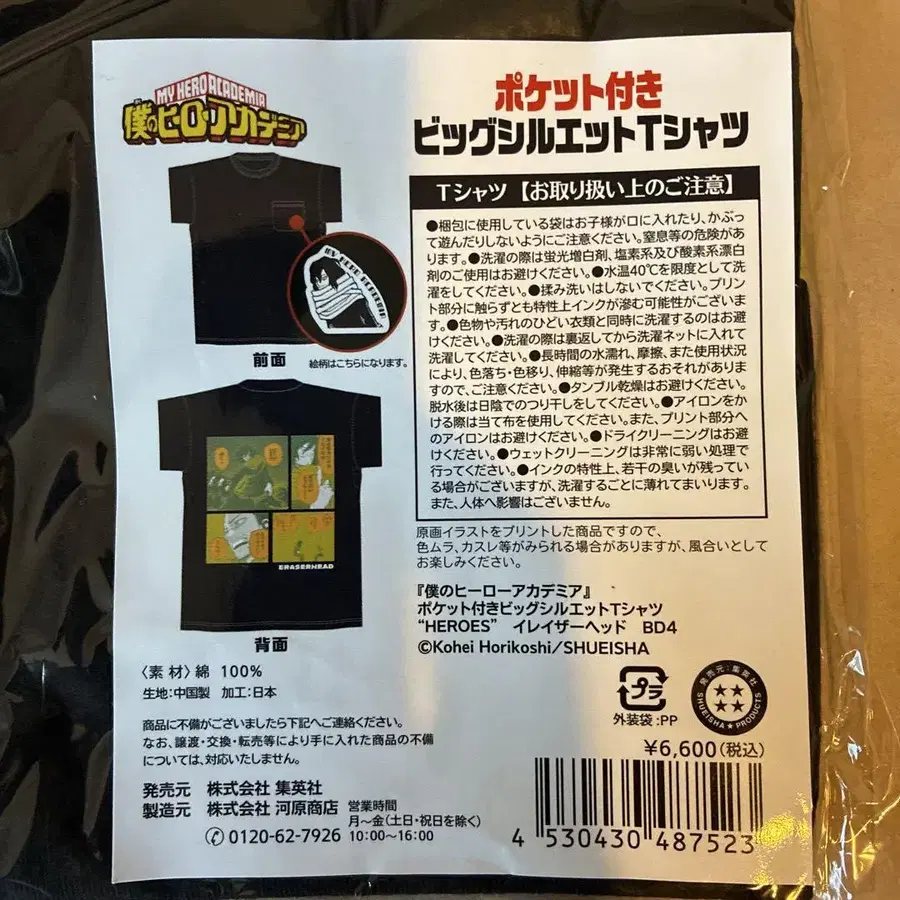 MY HERO ACADEMIA
僕のヒーローアカデミア
前面
絵柄はこちらになります。
ERASERHEAD
背面
〈素 材〉綿 100%
生地:中国製 加工:日本
商品に不備がございましたら下記へご連絡ください。
なお、譲渡・交換・転売等により手に入れた商品の不備
については、対応いたしません。
発売元 株式会社 集英社
製造元 株式会社 河原商店
0120-62-7926
営業時間
月~金(土日・祝日を除く)
10:00~16:00
ポケット付き
ビッグシルエットTシャツ
Tシャツ【お取り扱い上のご注意】
●梱包に使用している袋はお子様が口に入れたり、かぶっ
て遊んだりしないようにご注意ください。窒息等の危険があ
ります。●洗濯の際は蛍光増白剤、塩素系及び酸素系漂白
剤のご使用はお避けください。●水温40℃を限度として洗
濯をしてください。●揉み洗いはしないでください。プリン
ト部分に触らずとも特性上インクが滲む可能性がございま
す。●色物や汚れのひどい衣類と同時に洗濯するのはお避
けください。●洗濯の際は裏返してから洗濯ネットに入れて
洗濯してください。●長時間の水濡れ、摩擦、また使用状況
により、色落ち・色移り、伸縮等が発生するおそれがありま
すので、ご注意ください。●タンブル乾燥はお避けください。
脱水後は日陰でのつり干しをしてください。●アイロンをか
ける際は当て布を使用してください。また、プリント部分へ
のアイロンはお避けください。●ドライクリーニングはお避
けください。●ウェットクリーニングは非常に弱い処理で
行ってください。●インクの特性上、若干の臭いが残ってい
る場合がございますが、洗濯するごとに薄れてまいります。
また、人体へ影響はございません。
原画イラストをプリントした商品ですので、
色ムラ、カスレ等がみられる場合がありますが、風合いとして
お楽しみください。
『僕のヒーローアカデミア』
ポケット付きビッグシルエットTシャツ
“HEROES” イレイザーヘッド BD4
©Kohei Horikoshi/SHUEISHA
プラ
外装袋:PP
発売元:集英社
SHUEISHA PRODUCTS
¥6,600(税込)
4 530430 487523